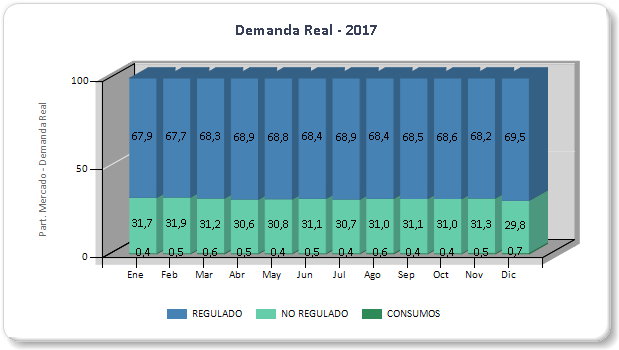 Demanda Real - 2017
Part. Mercado - Demanda Real
100
67,9 67,7 68,3 68,9 68,8 68,4 68,9 68,4 68,5 68,6 68,2 69,5
50
31,7 31,9 31,2 30,6 30,8 31,1 30,7 31,0 31,1 31,0 31,3 29,8
0,4 0,5 0,6 0,5 0,4 0,5 0,4 0,6 0,4 0,4 0,5 0,7
0
Ene Feb Mar Abr May Jun Jul Ago Sep Oct Nov Dic
REGULADO NO REGULADO CONSUMOS